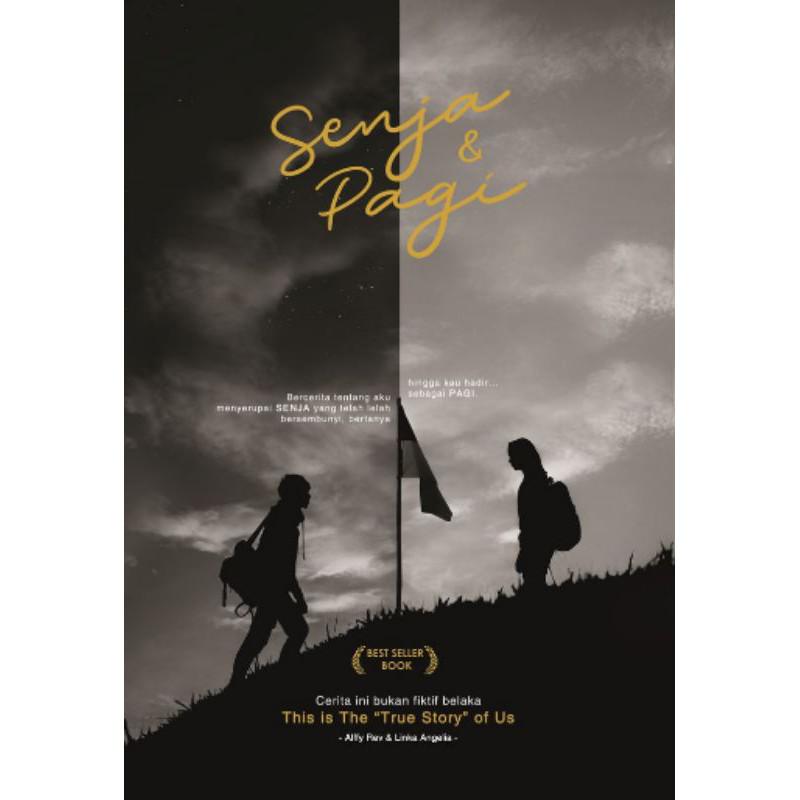 Senja
&
Pagi
Bercerita tentang aku
menyerupai SENJA yang telah lelah
bersembunyi, bertanya
hingga kau hadir...
sebagai PAGI.
BEST SELLER
BOOK
Cerita ini bukan fiktif belaka
This is The “True Story” of Us
- Alffy Rev & Linka Angelia -